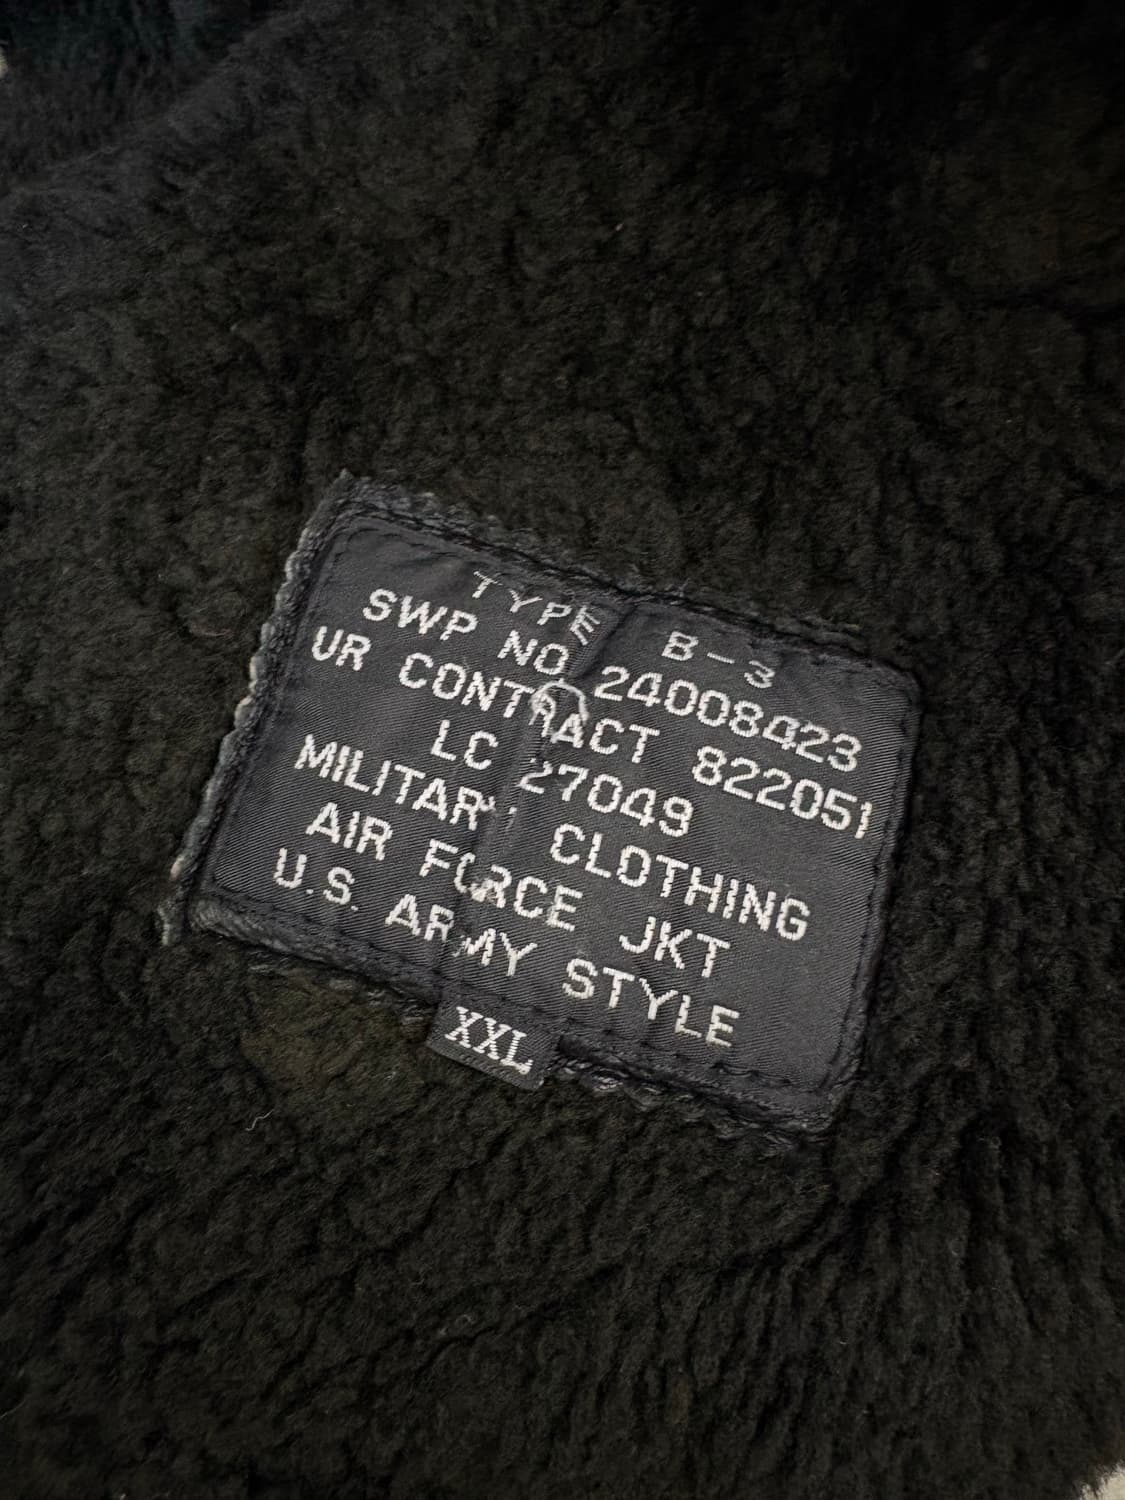 TYPE B-3
SWP NO. 24008423
UR CONTRACT 822051
LC 27049
MILITARY CLOTHING
AIR FORCE JKT
U.S. ARMY STYLE
XXL